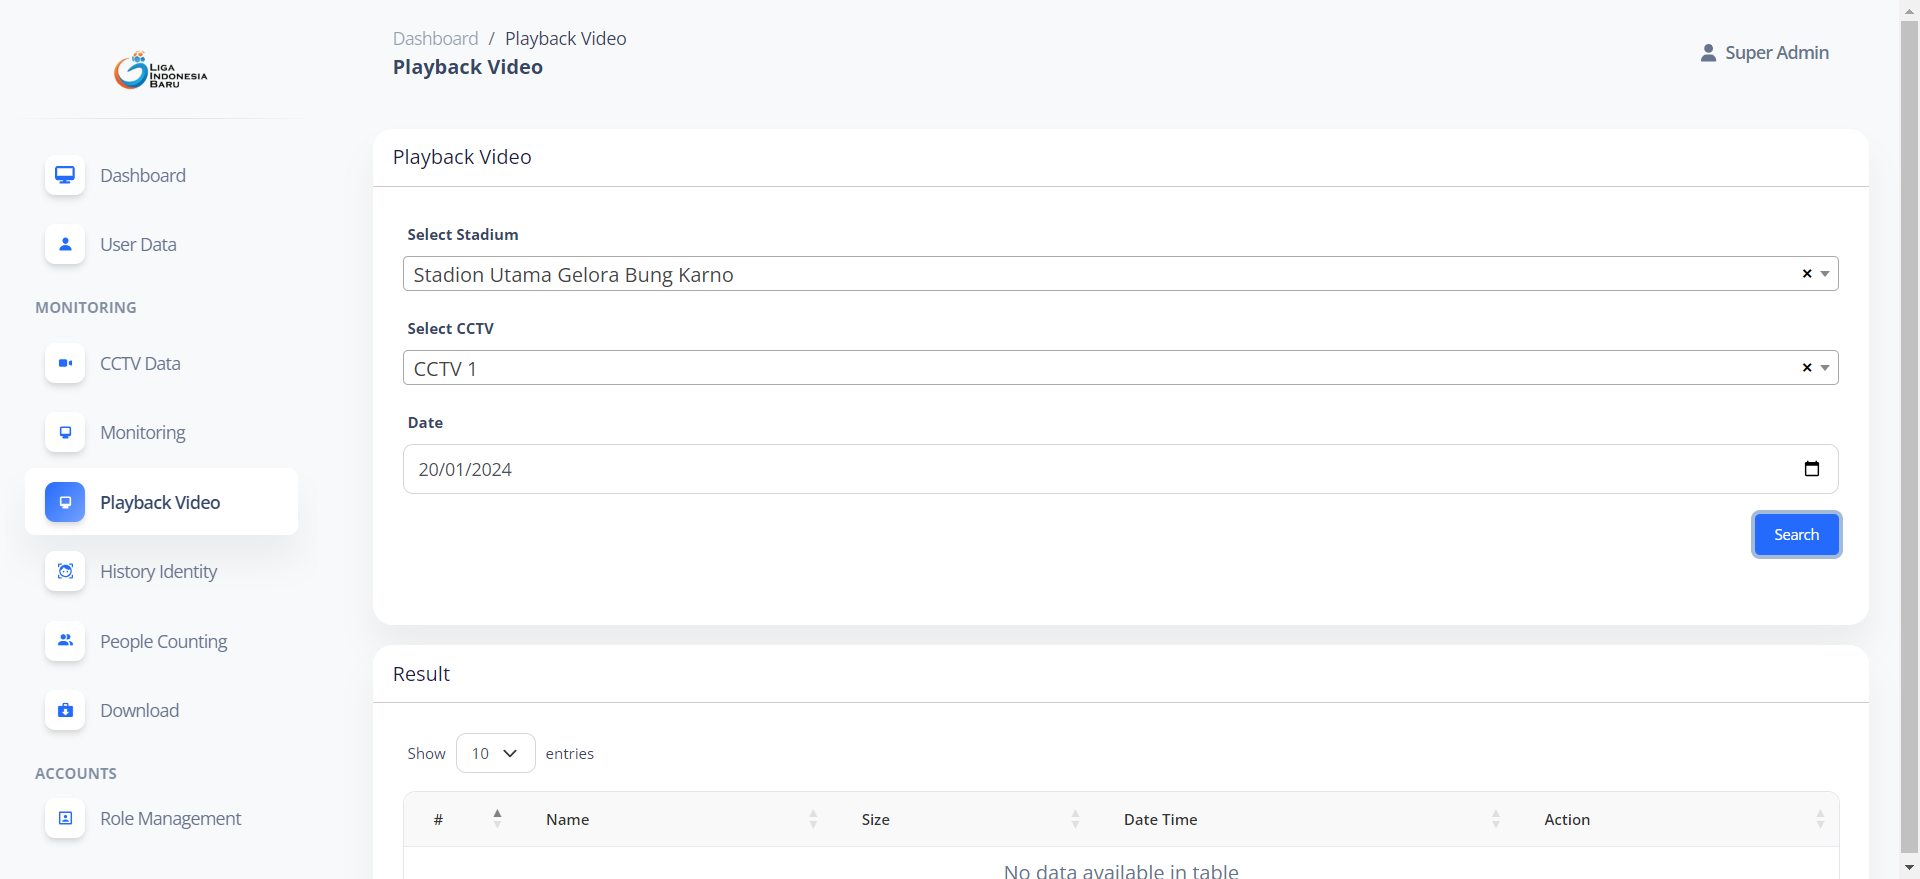 LIGA
INDONESIA
BARU
Dashboard / Playback Video
Playback Video
Super Admin
Dashboard
User Data
MONITORING
CCTV Data
Monitoring
Playback Video
History Identity
People Counting
Download
ACCOUNTS
Role Management
Playback Video
Select Stadium
Stadion Utama Gelora Bung Karno
×
Select CCTV
CCTV 1
×
Date
20/01/2024
Search
Result
Show 10 entries
# Name Size Date Time Action
No data available in table